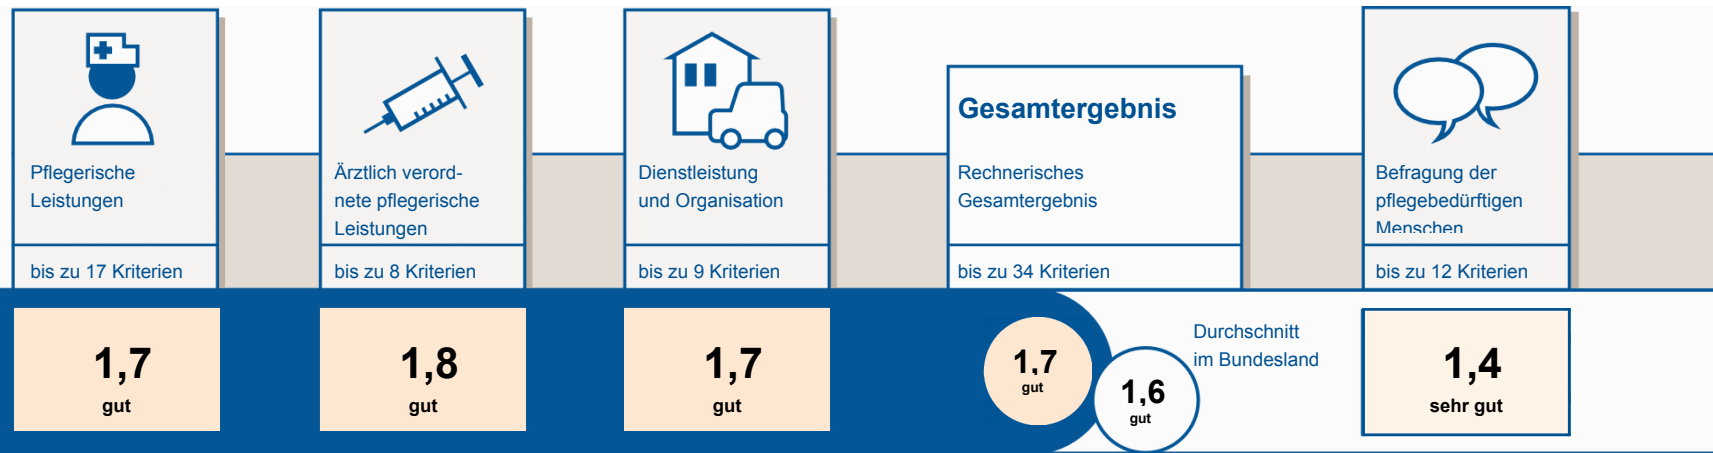 Pflegerische
Leistungen
bis zu 17 Kriterien
1,7
gut
Ärztlich verord-
nete pflegerische
Leistungen
bis zu 8 Kriterien
1,8
gut
Dienstleistung
und Organisation
bis zu 9 Kriterien
1,7
gut
Gesamtergebnis
Rechnerisches
Gesamtergebnis
bis zu 34 Kriterien
1,7
gut
1,6
gut
Durchschnitt
im Bundesland
Befragung der
pflegebedürftigen
Menschen
bis zu 12 Kriterien
1,4
sehr gut